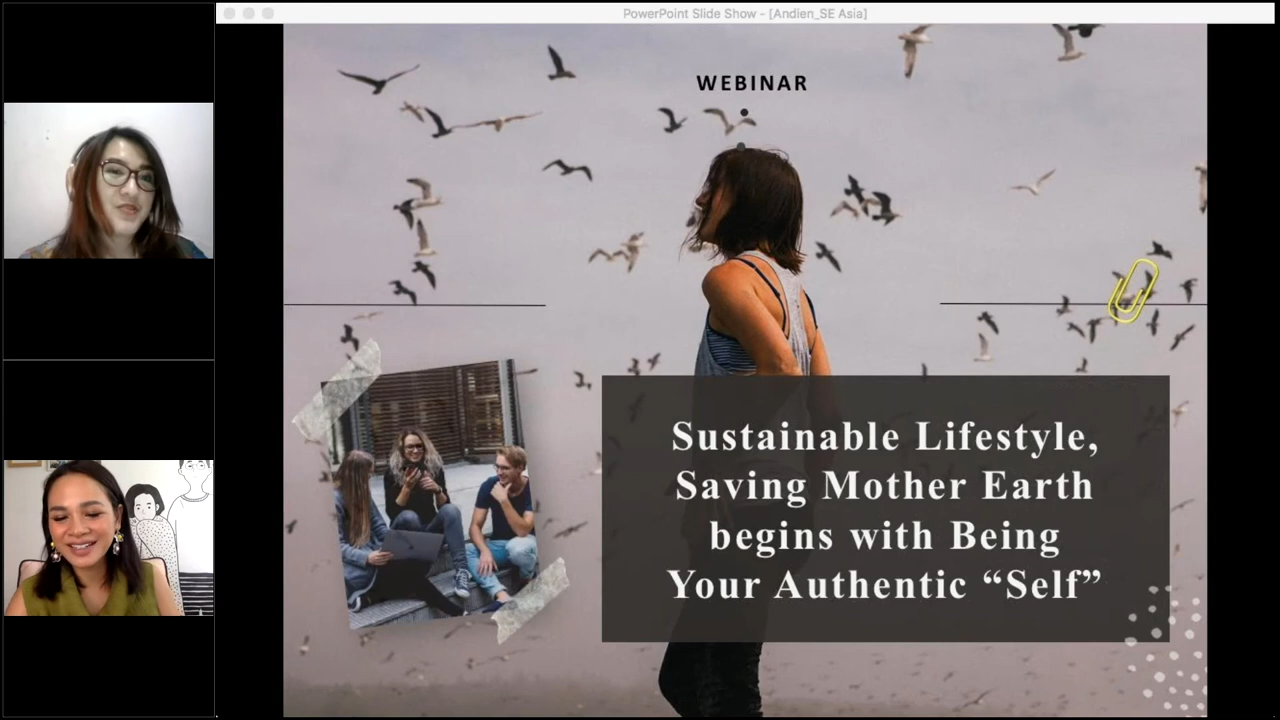 PowerPoint Slide Show - [Andien_SE Asia]
WEBINAR
Sustainable Lifestyle,
Saving Mother Earth
begins with Being
Your Authentic “Self”